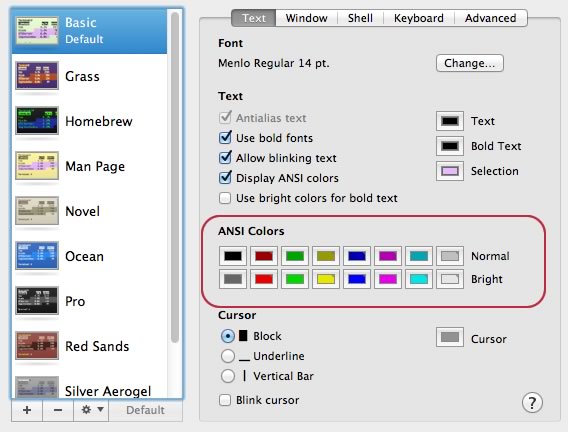 Basic
Default
Grass
Homebrew
Man Page
Novel
Ocean
Pro
Red Sands
Silver Aerogel
+ − Default
Text Window Shell Keyboard Advanced
Font
Menlo Regular 14 pt. Change...
Text
Antialias text
Use bold fonts
Allow blinking text
Display ANSI colors
Use bright colors for bold text
Text
Bold Text
Selection
ANSI Colors
Normal
Bright
Cursor
Block
Underline
Vertical Bar
Blink cursor
Cursor
?